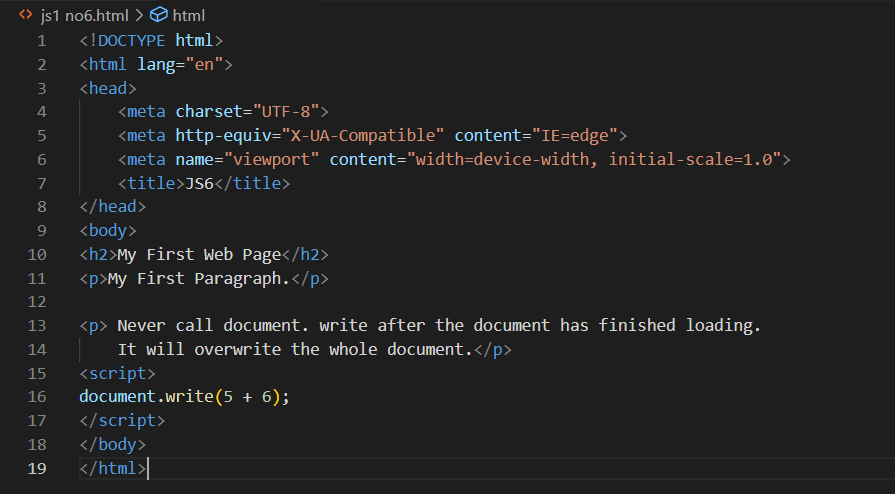 js1 no6.html > html
1 <!DOCTYPE html>
2 <html lang="en">
3 <head>
4     <meta charset="UTF-8">
5     <meta http-equiv="X-UA-Compatible" content="IE=edge">
6     <meta name="viewport" content="width=device-width, initial-scale=1.0">
7     <title>JS6</title>
8 </head>
9 <body>
10 <h2>My First Web Page</h2>
11 <p>My First Paragraph.</p>
12
13 <p> Never call document. write after the document has finished loading.
14     It will overwrite the whole document.</p>
15 <script>
16 document.write(5 + 6);
17 </script>
18 </body>
19 </html>